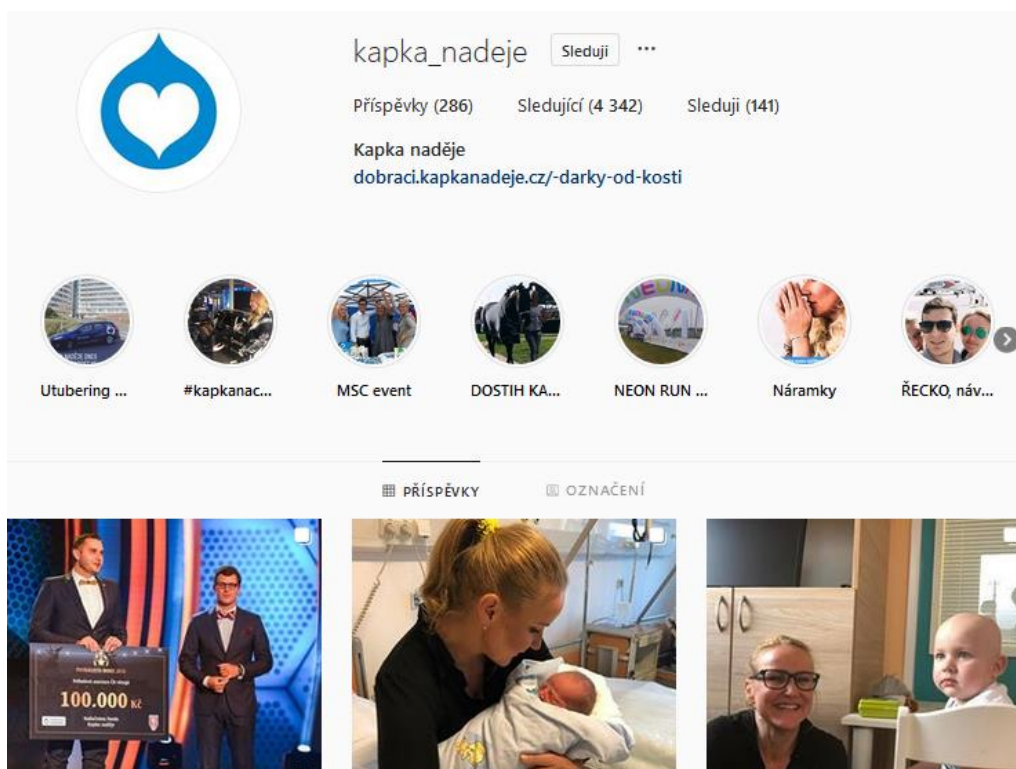 kapka_nadeje Sleduji ···
Příspěvky (286) Sledující (4 342) Sleduji (141)
Kapka naděje
dobraci.kapkanadeje.cz/-darky-od-kosti
Utubering ... #kapkanac... MSC event DOSTIH KA... NEON RUN ... Náramky ŘECKO, náv...
PŘÍSPĚVKY OZNAČENÍ
100.000 Kč